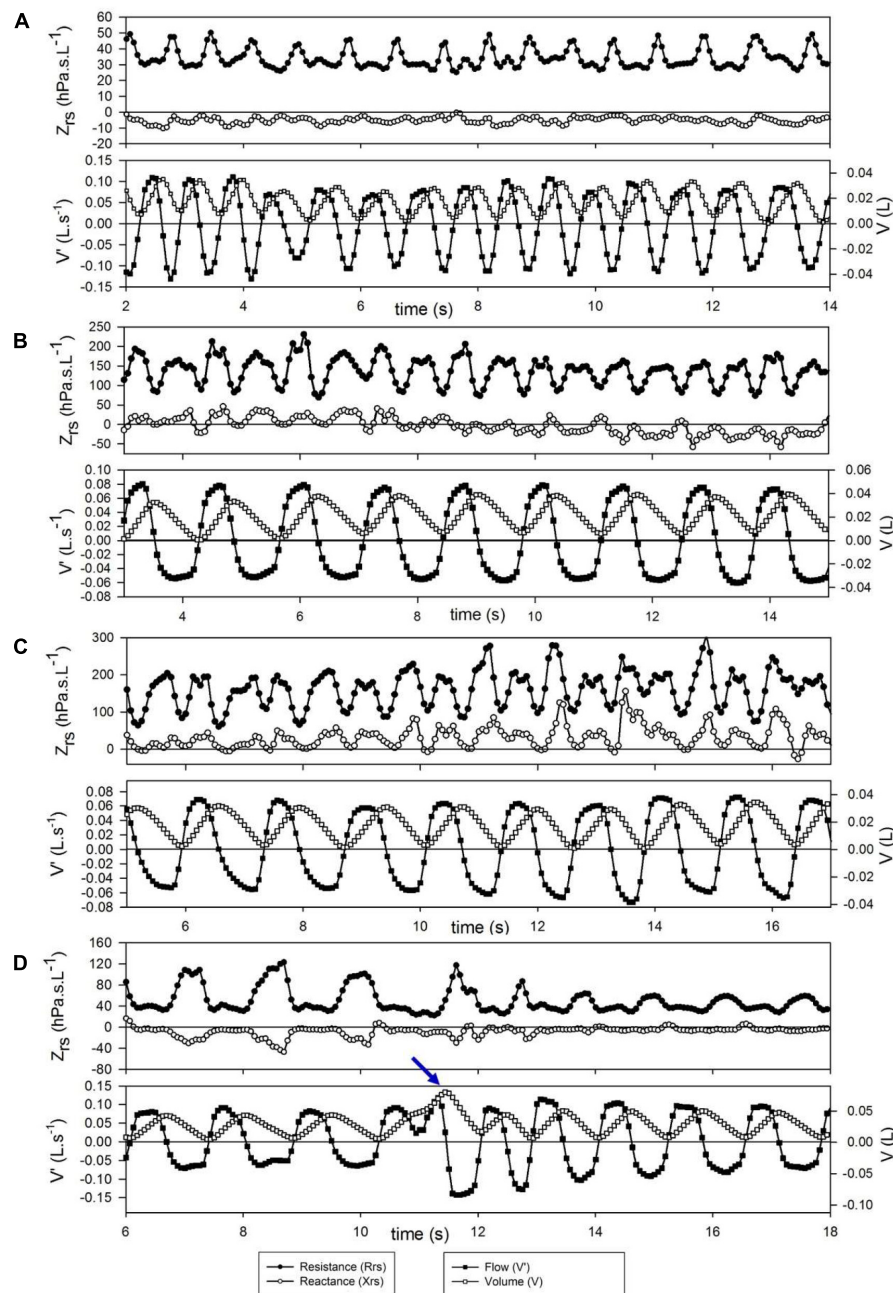 A
60
50
40
30
20
10
0
-10
20
Zrs (hPa.s.L⁻¹)
0.15
0.10
0.05
0.00
-0.05
-0.10
0.15
V' (L.s⁻¹)
0.04
0.02
0.00
-0.02
-0.04
V (L)
2 4 6 8 10 12 14
time (s)
B
250
200
150
100
50
0
-50
Zrs (hPa.s.L⁻¹)
0.10
0.08
0.06
0.04
0.02
0.00
-0.02
-0.04
-0.06
-0.08
V' (L.s⁻¹)
0.06
0.04
0.02
0.00
-0.02
-0.04
V (L)
4 6 8 10 12 14
time (s)
C
300
200
100
0
Zrs (hPa.s.L⁻¹)
0.08
0.06
0.04
0.02
0.00
-0.02
-0.04
-0.06
-0.08
V' (L.s⁻¹)
0.04
0.02
0.00
-0.02
-0.04
V (L)
6 8 10 12 14 16
time (s)
D
160
120
80
40
0
-40
-80
Zrs (hPa.s.L⁻¹)
0.15
0.10
0.05
0.00
-0.05
-0.10
-0.15
V' (L.s⁻¹)
0.05
0.00
-0.05
-0.10
V (L)
6 8 10 12 14 16 18
time (s)
Resistance (Rrs)
Reactance (Xrs)
Flow (V')
Volume (V)